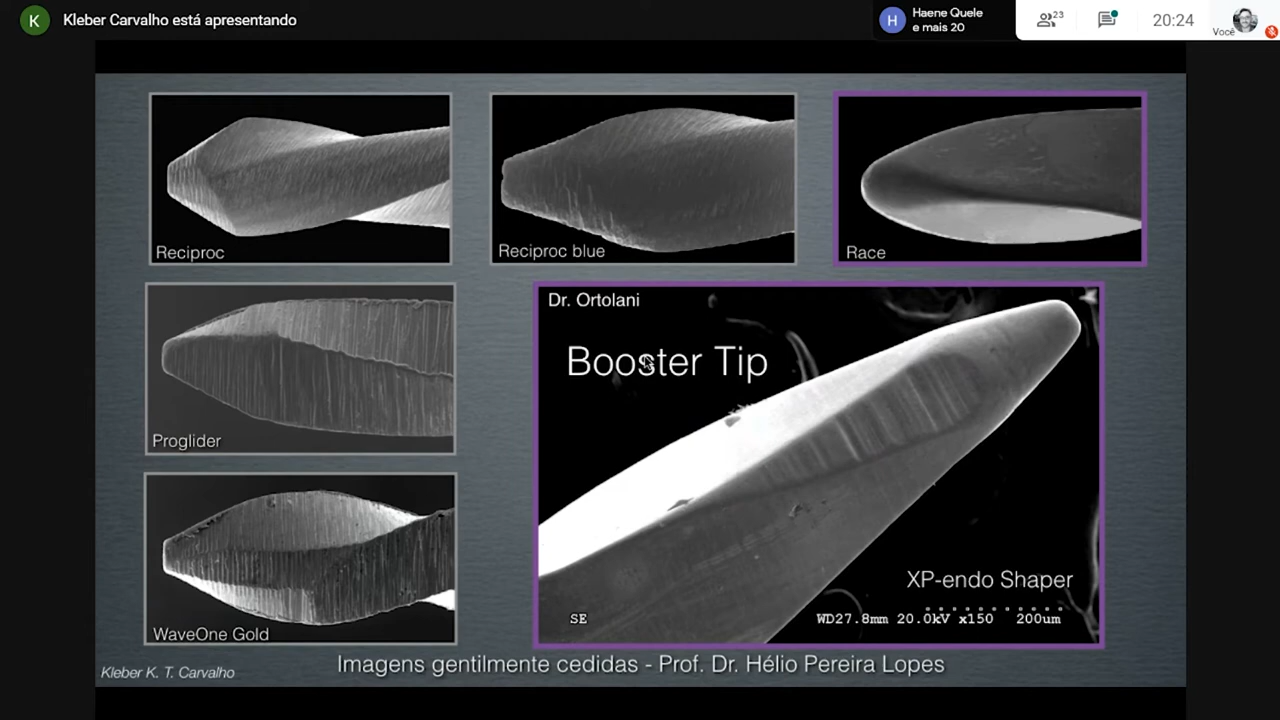 K
Kleber Carvalho está apresentando
H
Haene Quele
e mais 20
23
20:24
Você
Reciproc
Reciproc blue
Race
Proglider
Dr. Ortolani
Booster Tip
XP-endo Shaper
SE
WD27.8mm 20.0kV x150 200um
WaveOne Gold
Imagens gentilmente cedidas - Prof. Dr. Hélio Pereira Lopes
Kleber K. T. Carvalho